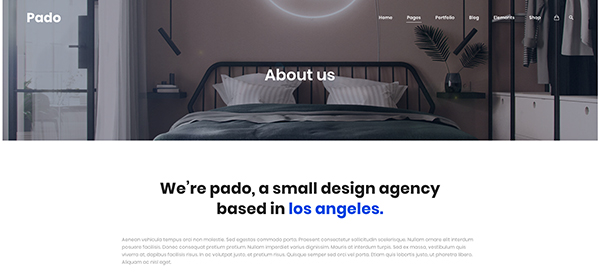 Pado
Home Pages Portfolio Blog Elements Shop
About us
We're pado, a small design agency
based in los angeles.
Aenean vehicula tempus orci non molestie. Sed egestas commodo porta. Praesent consectetur sollicitudin scelerisque. Nullam ornare elit interdum
posuere facilisis. Donec consequat pretium pretium. Nullam imperdiet varius dignissim. Mauris at interdum turpis. Sed ex massa, vestibulum quis
viverra at, dapibus facilisis risus. In ac volutpat justo, et pretium risus. Quisque semper sed orci vel porta. Etiam quis lobortis justo, ut pharetra libero.
Aliquam ac nisl eget.